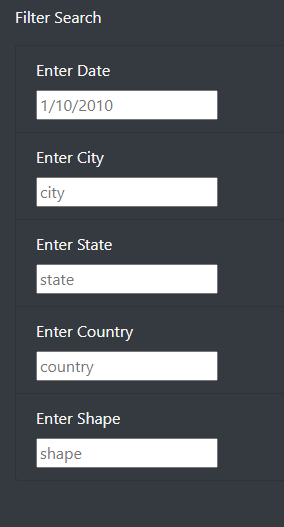 Filter Search
Enter Date
1/10/2010
Enter City
city
Enter State
state
Enter Country
country
Enter Shape
shape